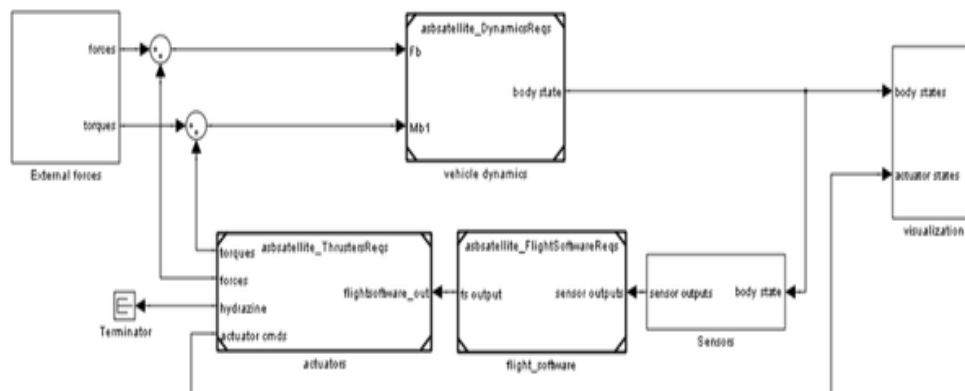 forces
torques
External forces
asbsatellite_DynamicsReqs
Fb
body state
Mb1
vehicle dynamics
body states
actuator states
visualization
asbsatellite_ThrustersReqs
torques
forces
hydrazine
actuator cmds
flightsoftware_out
actuators
Terminator
asbsatellite_FlightSoftwareReqs
fs output
sensor outputs
flight_software
sensor outputs
body state
Sensors